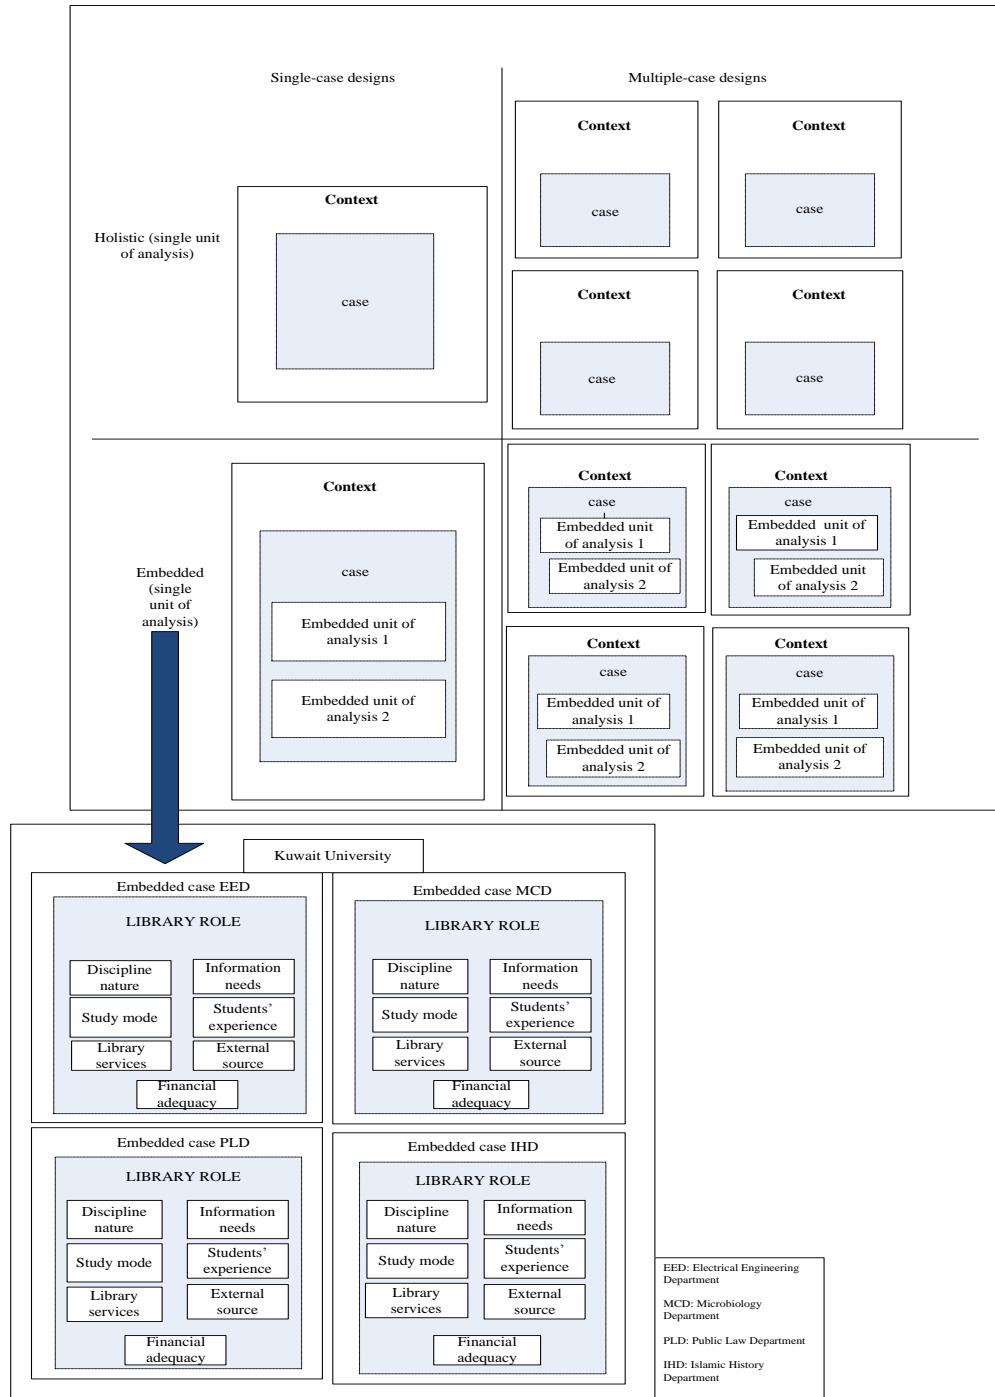 Single-case designs
Multiple-case designs
Holistic (single unit
of analysis)
Context
case
Context
case
Context
case
Context
case
Context
case
Embedded
(single
unit of
analysis)
Context
case
Embedded unit of
analysis 1
Embedded unit of
analysis 2
Context
case
Embedded unit
of analysis 1
Embedded unit
of analysis 2
Context
case
Embedded unit of
analysis 1
Embedded unit
of analysis 2
Context
case
Embedded unit of
analysis 1
Embedded unit of
analysis 2
Context
case
Embedded unit of
analysis 1
Embedded unit of
analysis 2
Kuwait University
Embedded case EED
LIBRARY ROLE
Discipline
nature
Information
needs
Study mode
Students'
experience
Library
services
External
source
Financial
adequacy
Embedded case MCD
LIBRARY ROLE
Discipline
nature
Information
needs
Study mode
Students'
experience
Library
services
External
source
Financial
adequacy
Embedded case PLD
LIBRARY ROLE
Discipline
nature
Information
needs
Study mode
Students'
experience
Library
services
External
source
Financial
adequacy
Embedded case IHD
LIBRARY ROLE
Discipline
nature
Information
needs
Study mode
Students'
experience
Library
services
External
source
Financial
adequacy
EED: Electrical Engineering
Department
MCD: Microbiology
Department
PLD: Public Law Department
IHD: Islamic History
Department